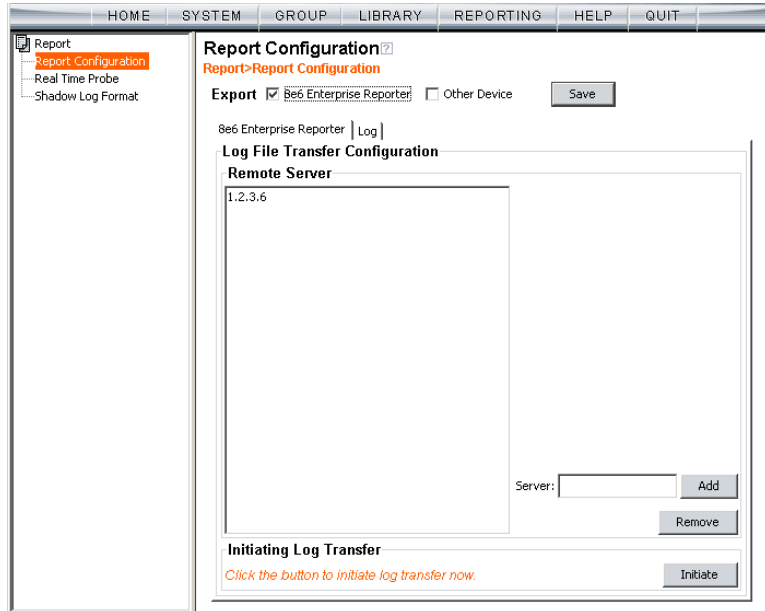 HOME SYSTEM GROUP LIBRARY REPORTING HELP QUIT
Report
Report Configuration
Real Time Probe
Shadow Log Format
Report Configuration?
Report>Report Configuration
Export 8e6 Enterprise Reporter Other Device Save
8e6 Enterprise Reporter Log
Log File Transfer Configuration
Remote Server
1.2.3.6
Server: Add
Remove
Initiating Log Transfer
Click the button to initiate log transfer now. Initiate